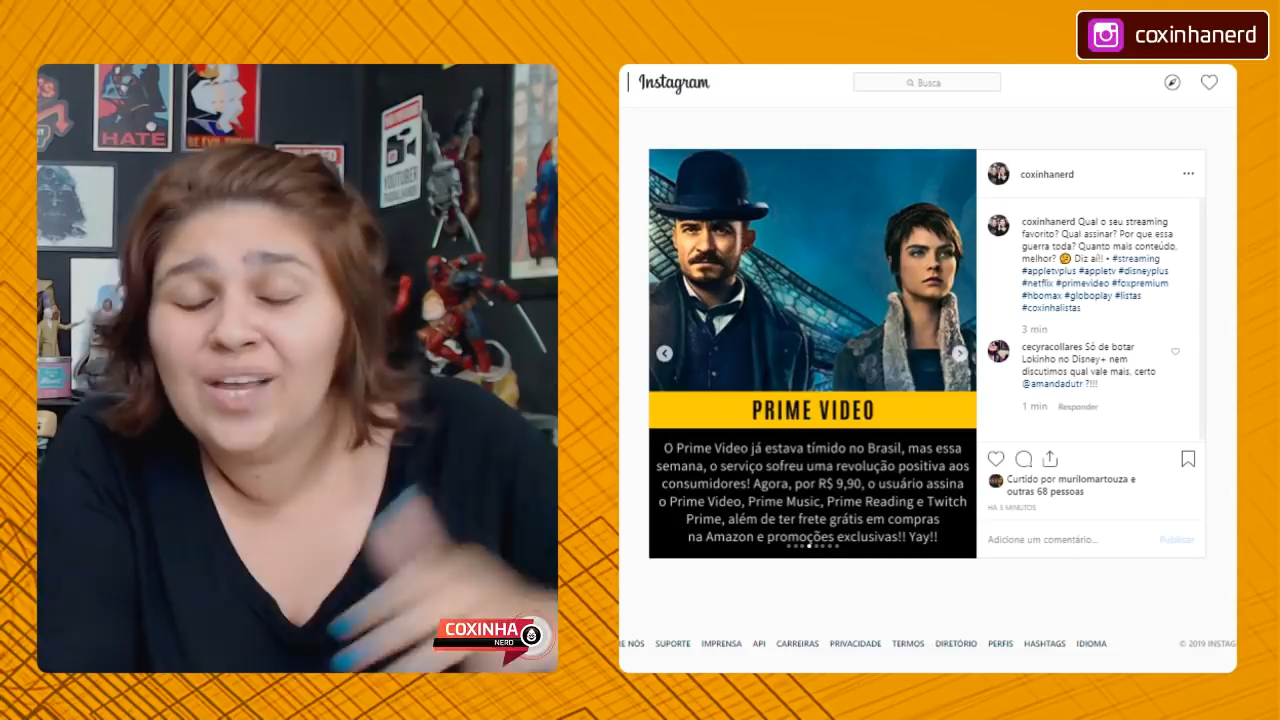 coxinhanerd
Instagram
Busca
HATE
YOUTUBER
coxinhanerd
coxinhanerd Qual o seu streaming
favorito? Qual assinar? Por que essa
guerra toda? Quanto mais conteúdo,
melhor? 🤔 Diz aí!! • #streaming
#appletvplus #appletv #disneyplus
#netflix #primevideo #foxpremium
#hbomax #globoplay #listas
#coxinhalistas
3 min
cecyracollares Só de botar
Lokinho no Disney+ nem
discutimos qual vale mais, certo
@amandadutr ?!!!
1 min Responder
PRIME VIDEO
O Prime Video já estava tímido no Brasil, mas essa
semana, o serviço sofreu uma revolução positiva aos
consumidores! Agora, por R$ 9,90, o usuário assina
o Prime Video, Prime Music, Prime Reading e Twitch
Prime, além de ter frete grátis em compras
na Amazon e promoções exclusivas!! Yay!!
Curtido por murilomartouza e
outras 68 pessoas
HÁ 5 MINUTOS
Adicione um comentário... Publicar
COXINHA
NERD
E NÓS SUPORTE IMPRENSA API CARREIRAS PRIVACIDADE TERMOS DIRETÓRIO PERFIS HASHTAGS IDIOMA © 2019 INSTAG